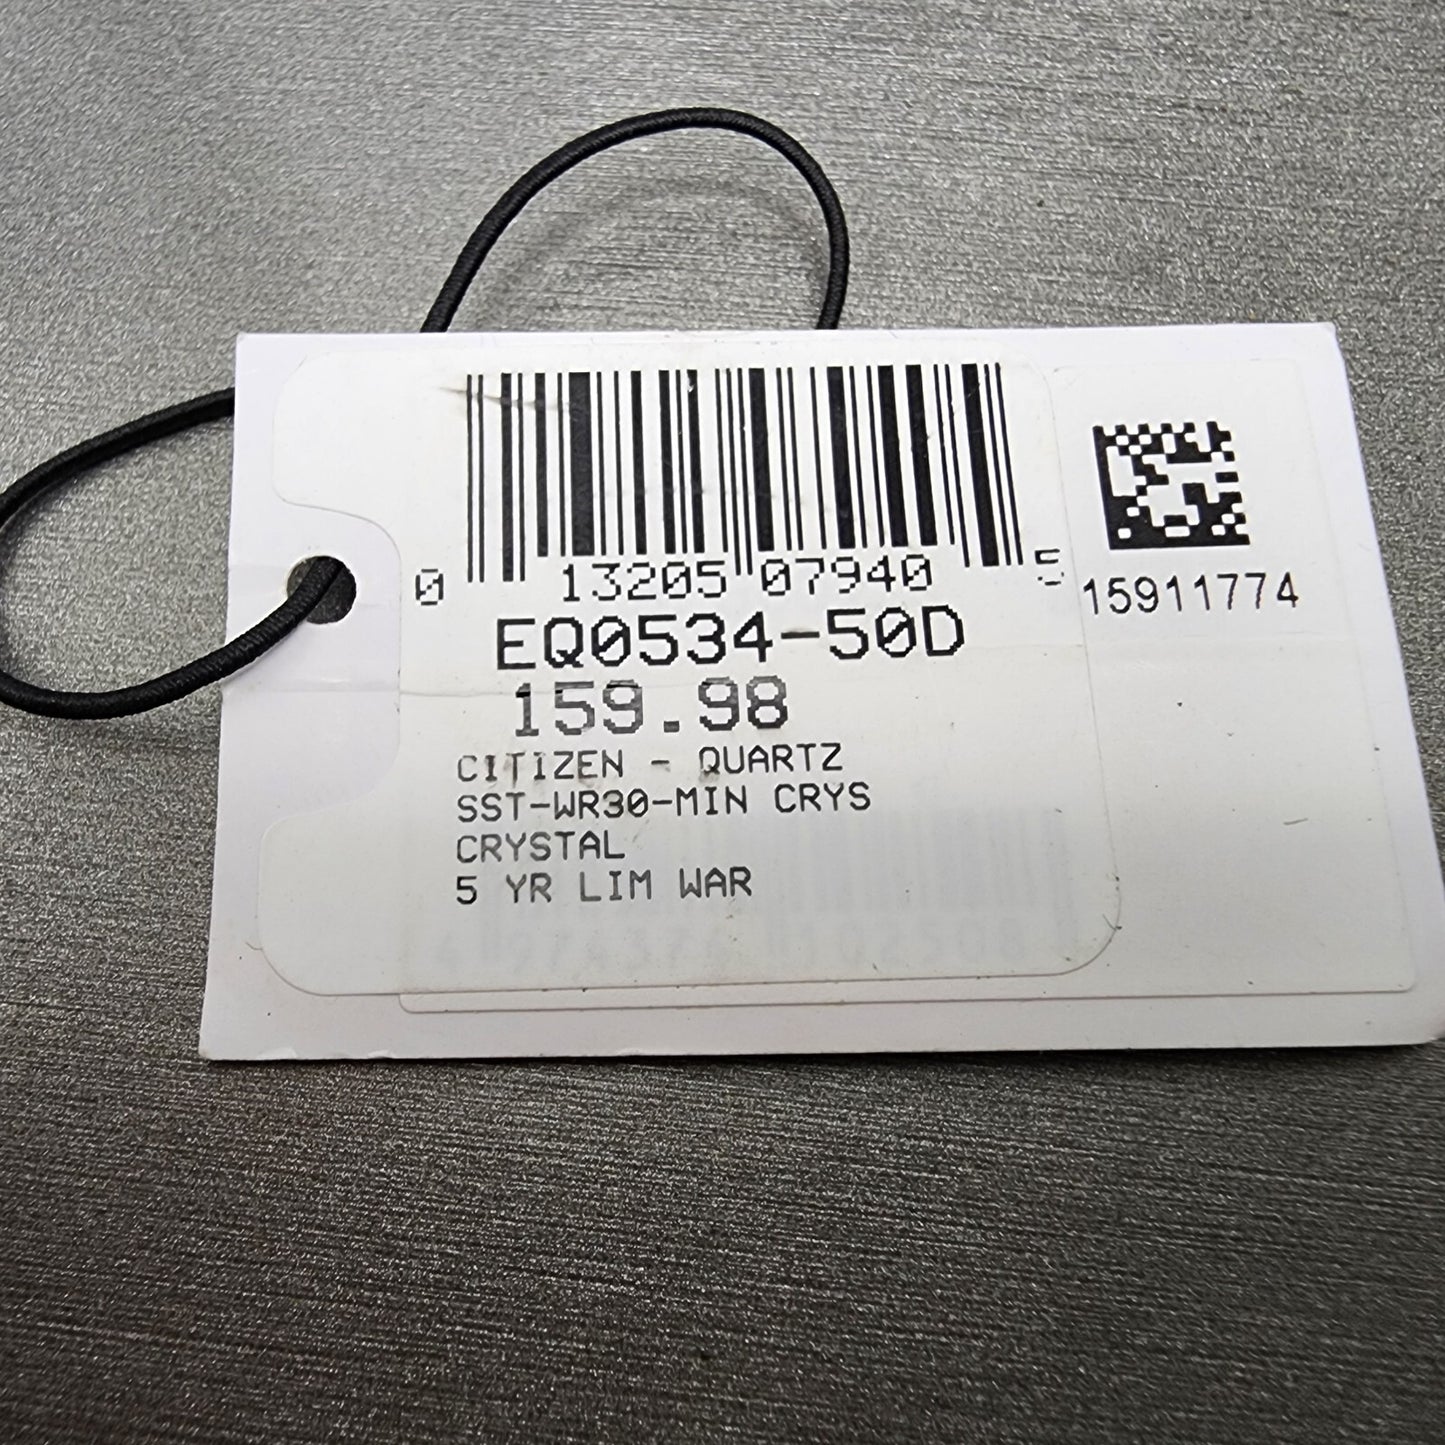 0 13205 07940 5
15911774
EQ0534-50D
159.98
CITIZEN - QUARTZ
SST-WR30-MIN CRYS
CRYSTAL
5 YR LIM WAR